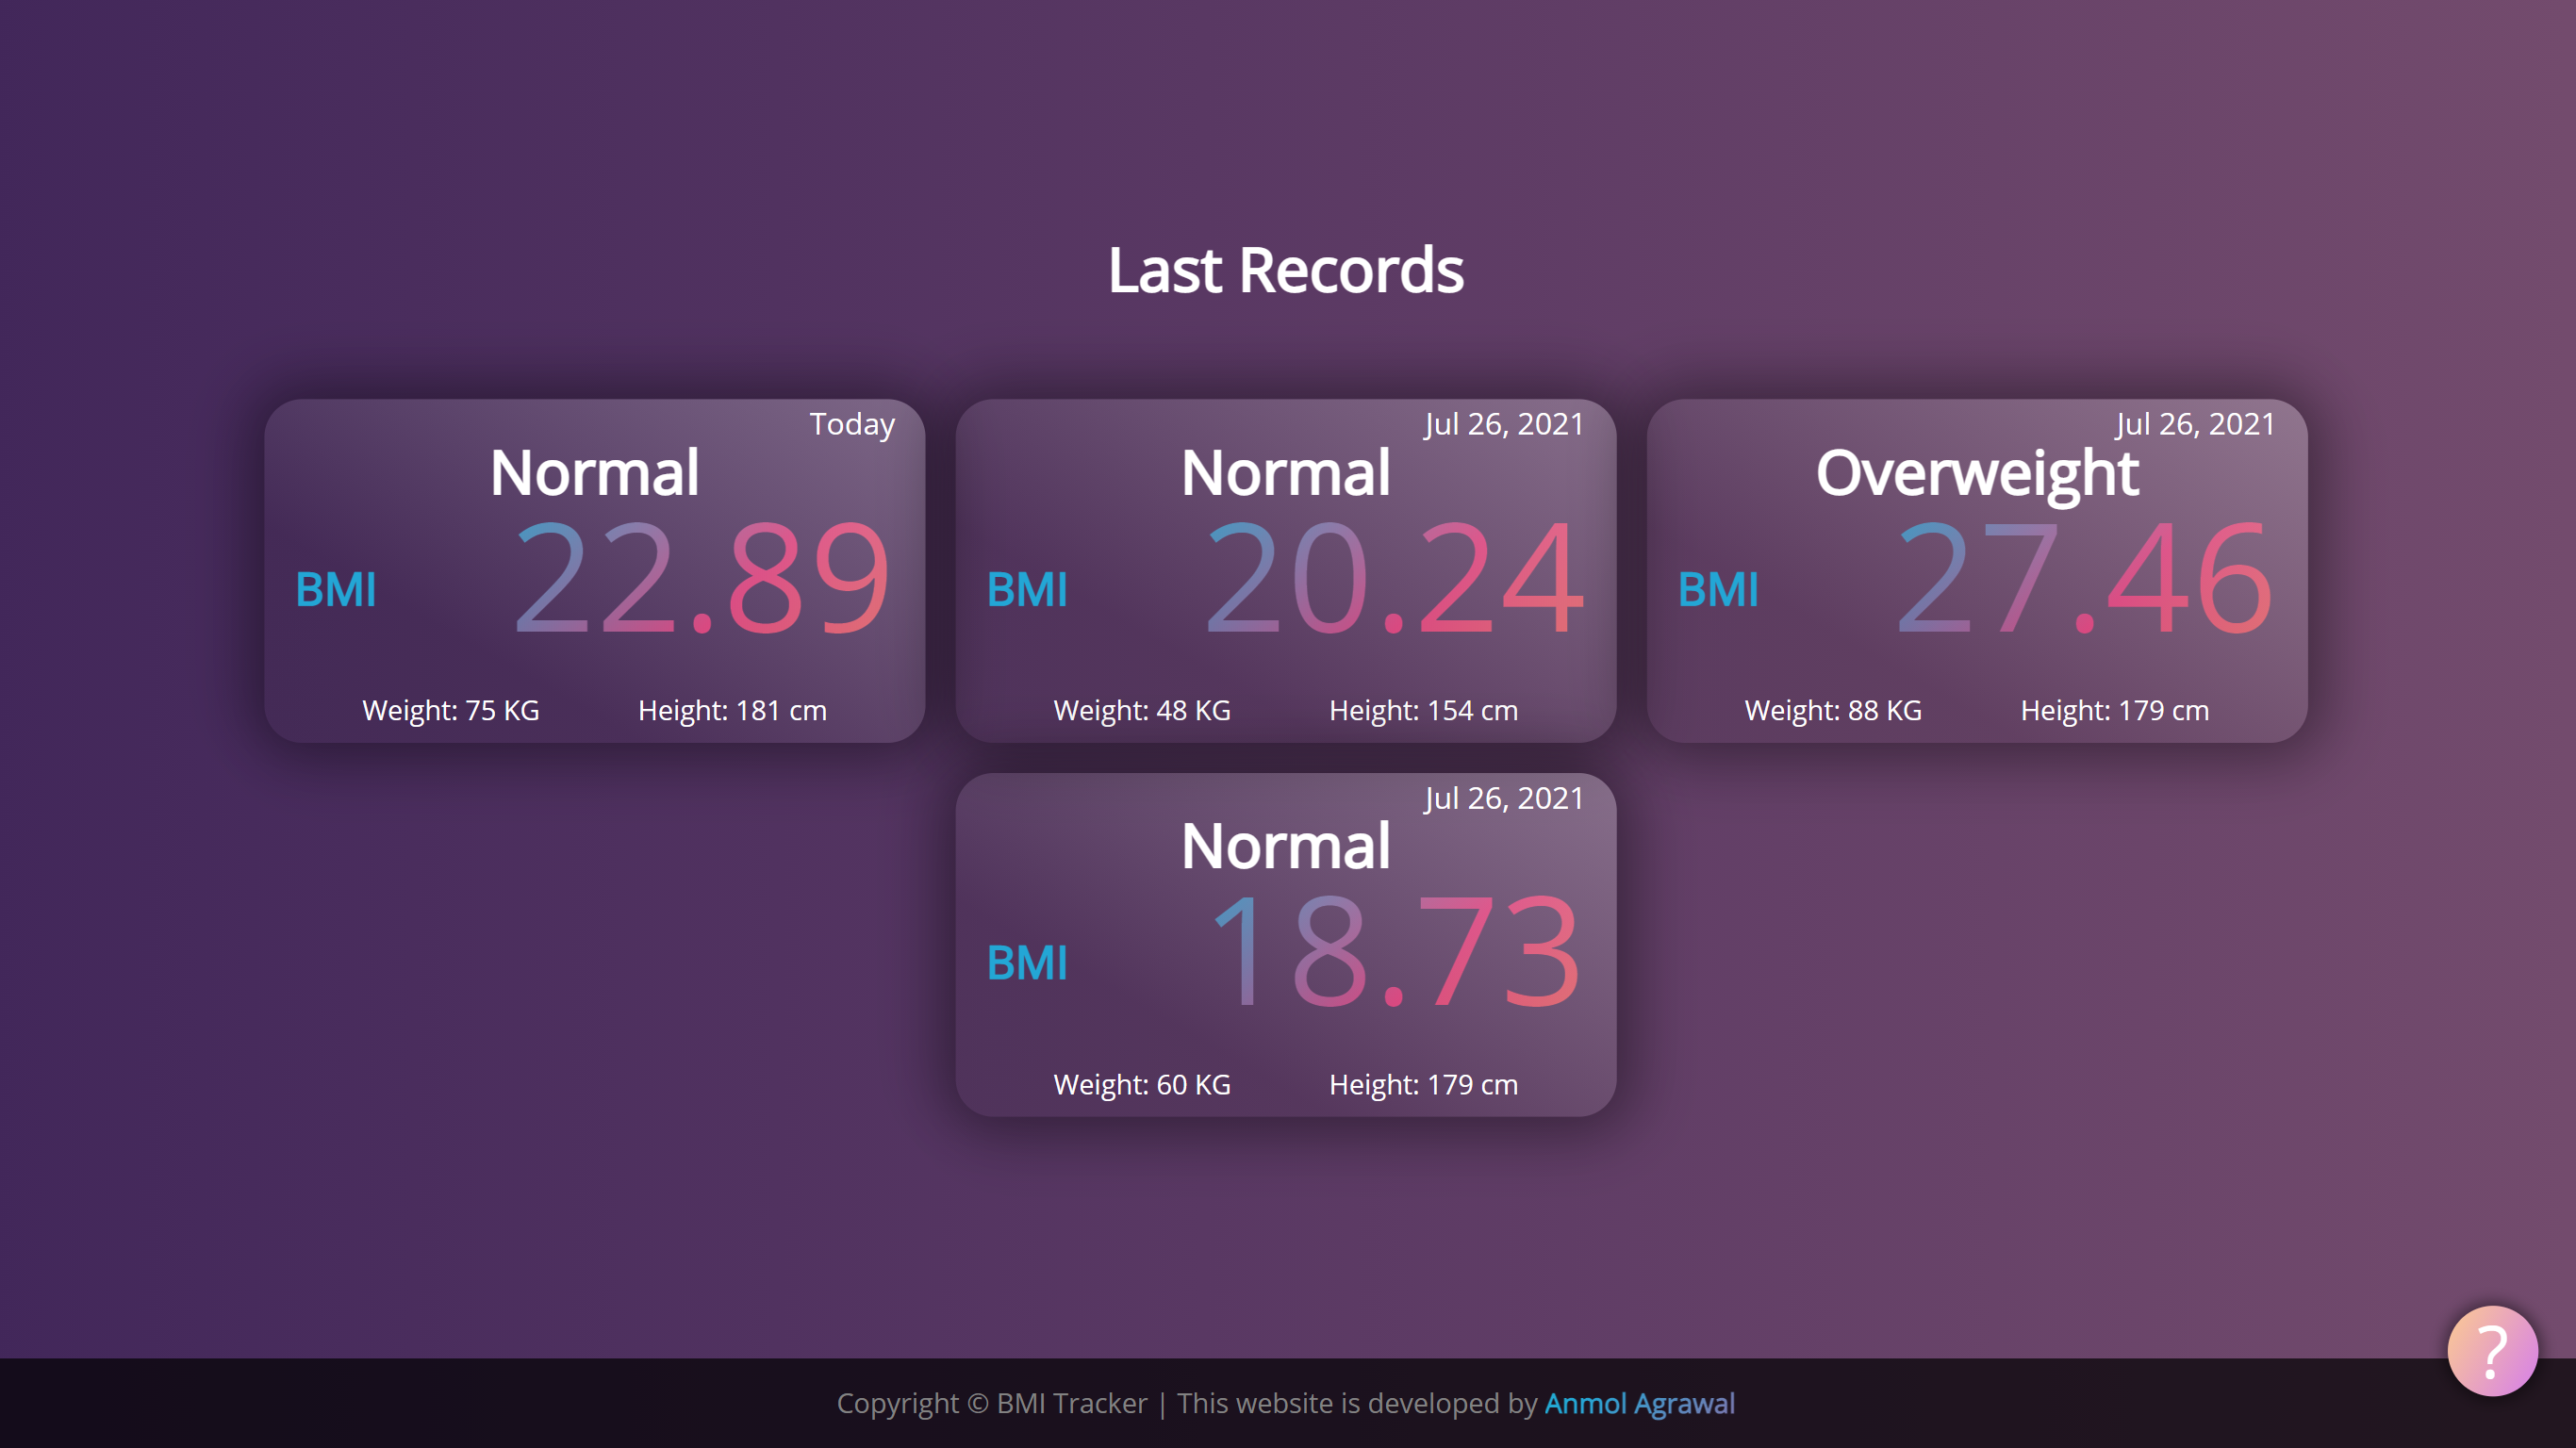 Last Records
Today
Normal
BMI 22.89
Weight: 75 KG Height: 181 cm
Jul 26, 2021
Normal
BMI 20.24
Weight: 48 KG Height: 154 cm
Jul 26, 2021
Overweight
BMI 27.46
Weight: 88 KG Height: 179 cm
Jul 26, 2021
Normal
BMI 18.73
Weight: 60 KG Height: 179 cm
?
Copyright © BMI Tracker | This website is developed by Anmol Agrawal